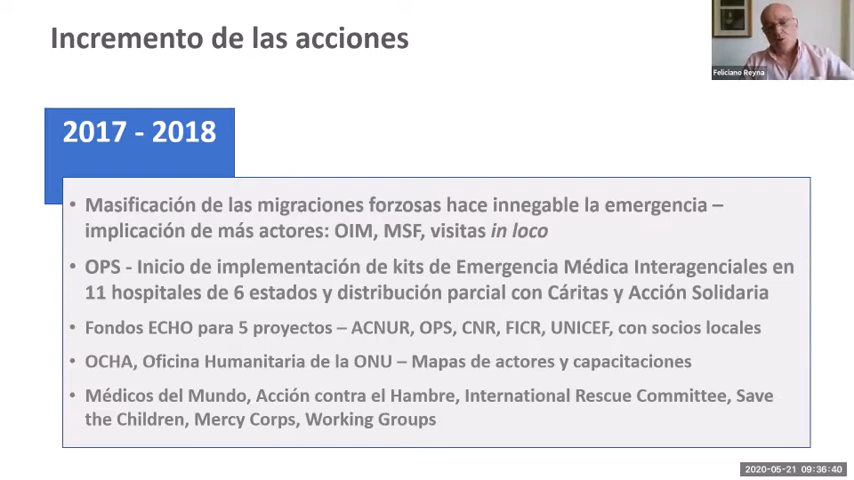 Incremento de las acciones
Feliciano Reyna
2017 - 2018
• Masificación de las migraciones forzosas hace innegable la emergencia –
implicación de más actores: OIM, MSF, visitas in loco
• OPS - Inicio de implementación de kits de Emergencia Médica Interagenciales en
11 hospitales de 6 estados y distribución parcial con Cáritas y Acción Solidaria
• Fondos ECHO para 5 proyectos – ACNUR, OPS, CNR, FICR, UNICEF, con socios locales
• OCHA, Oficina Humanitaria de la ONU – Mapas de actores y capacitaciones
• Médicos del Mundo, Acción contra el Hambre, International Rescue Committee, Save
the Children, Mercy Corps, Working Groups
2020-05-21 09:36:40